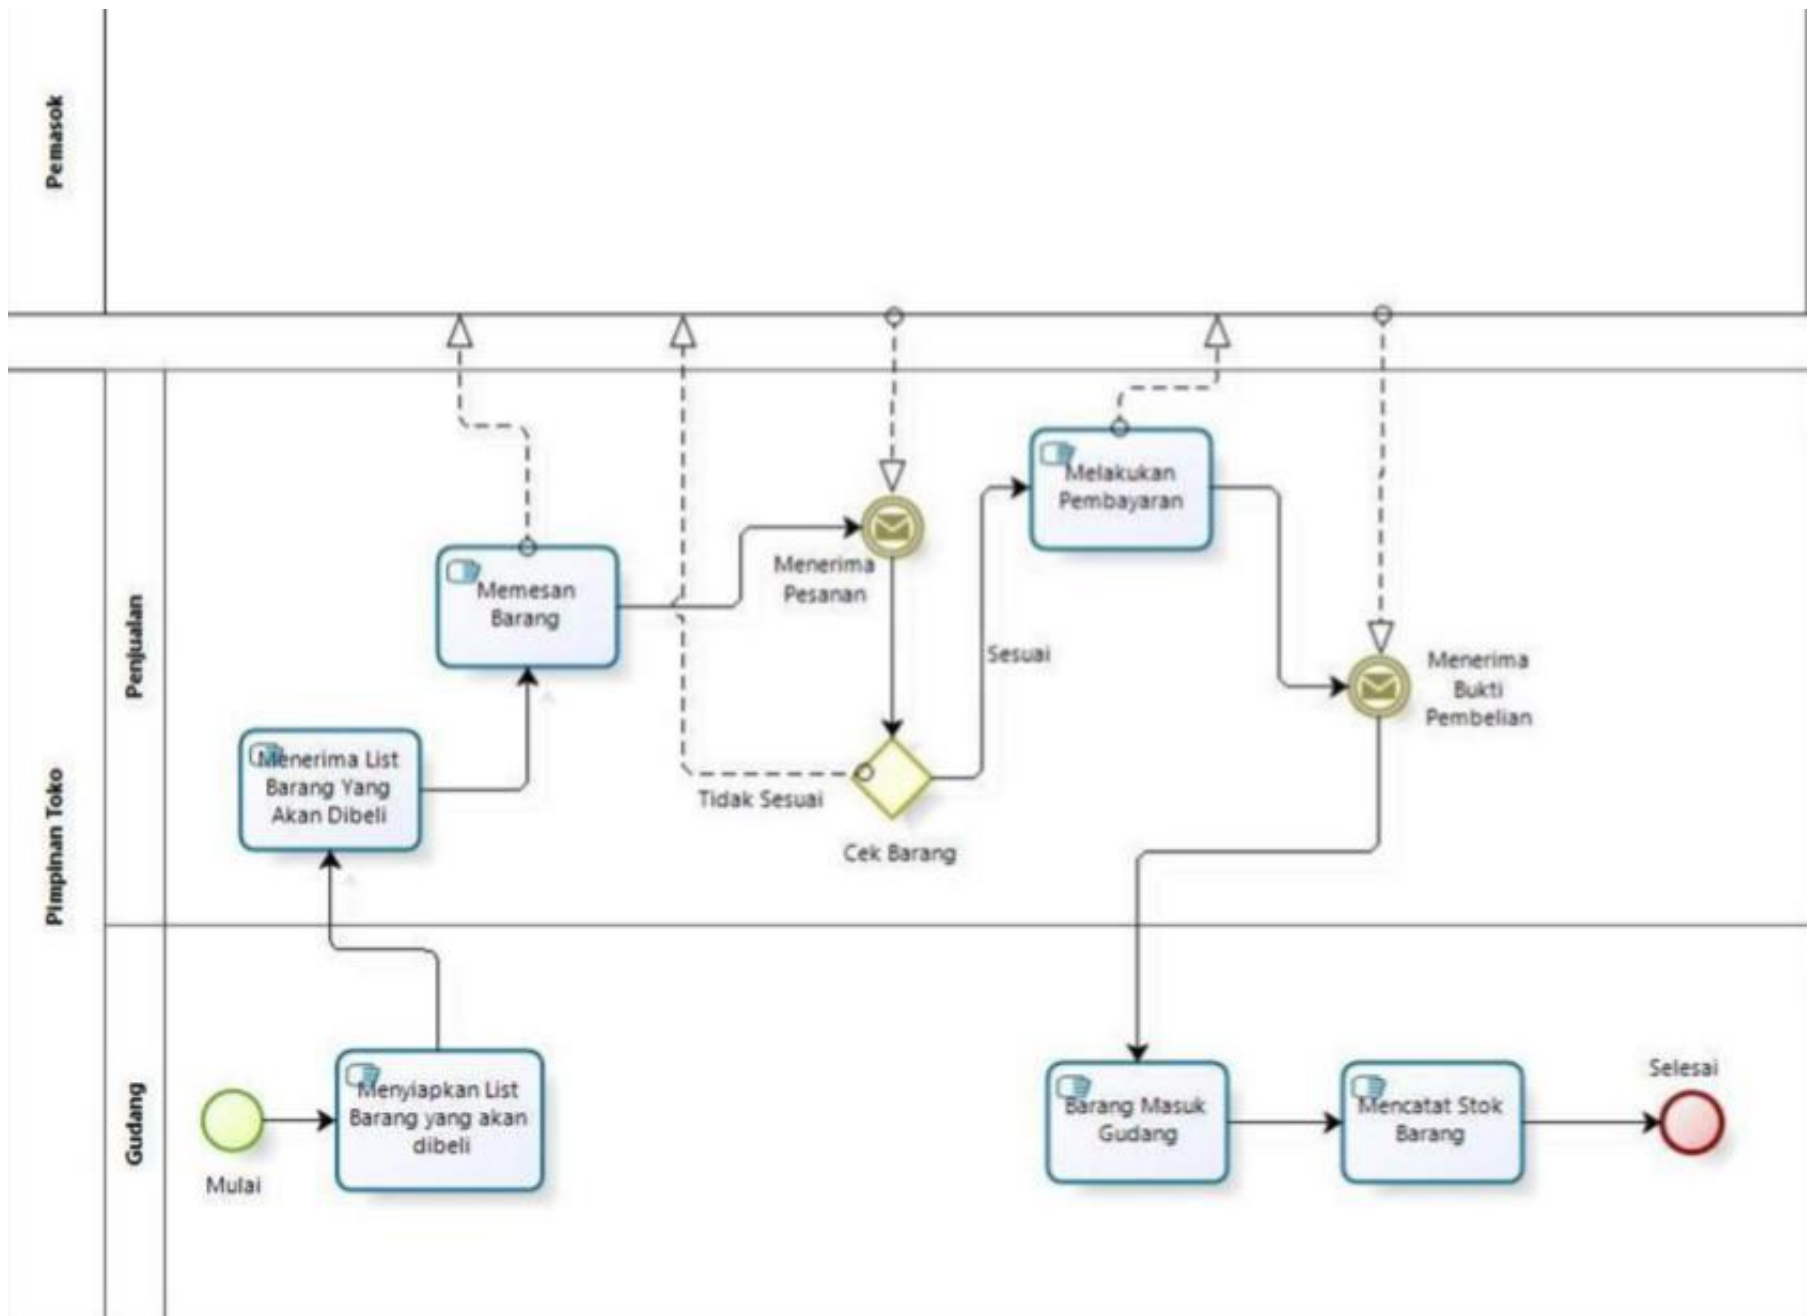 Pemasok
Pimpinan Toko
Penjualan
Memesan
Barang
Menerima
Pesanan
Melakukan
Pembayaran
Sesuai
Menerima
Bukti
Pembelian
Menerima List
Barang Yang
Akan Dibeli
Tidak Sesuai
Cek Barang
Gudang
Mulai
Menyiapkan List
Barang yang akan
dibeli
Barang Masuk
Gudang
Mencatat Stok
Barang
Selesai